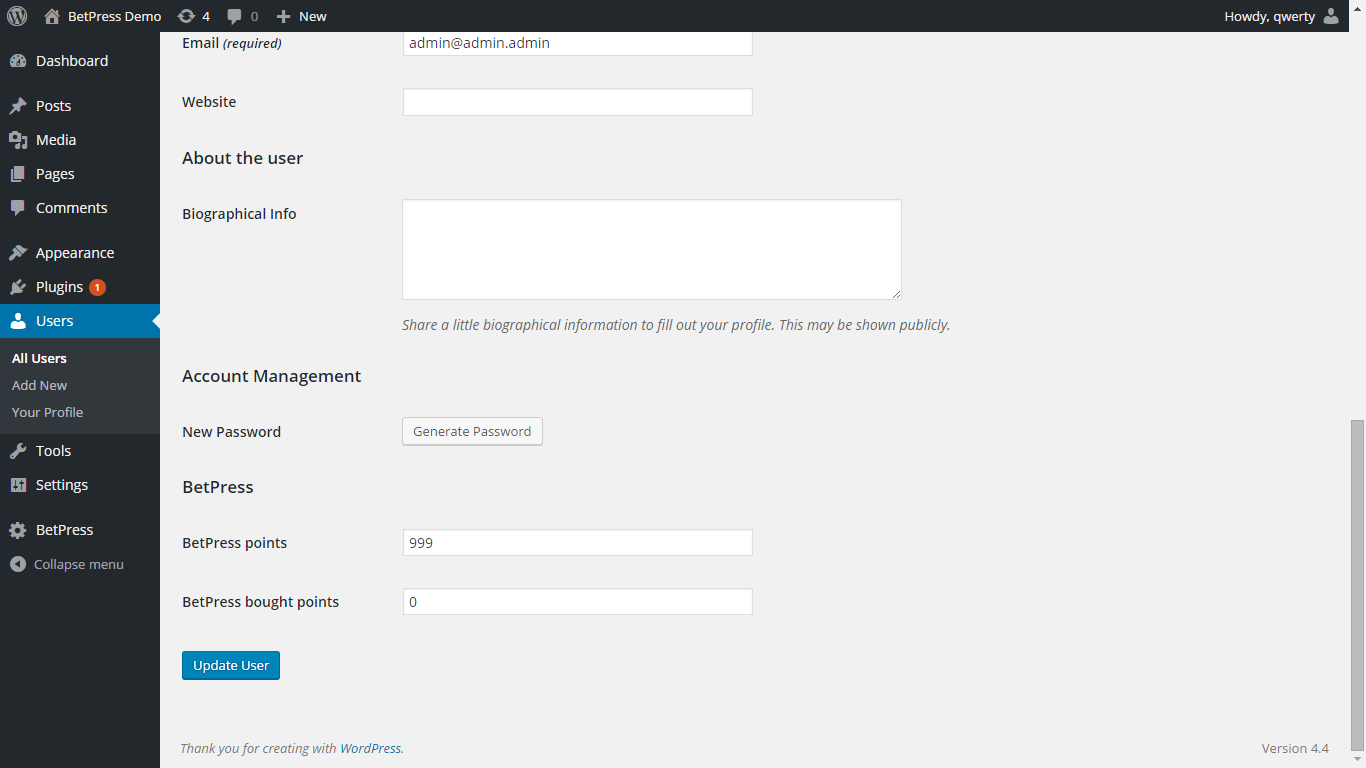 BetPress Demo 4 0 New Howdy, qwerty
Dashboard
Posts
Media
Pages
Comments
Appearance
Plugins 1
Users
All Users
Add New
Your Profile
Tools
Settings
BetPress
Collapse menu
Email (required) admin@admin.admin
Website
About the user
Biographical Info
Share a little biographical information to fill out your profile. This may be shown publicly.
Account Management
New Password Generate Password
BetPress
BetPress points 999
BetPress bought points 0
Update User
Thank you for creating with WordPress. Version 4.4